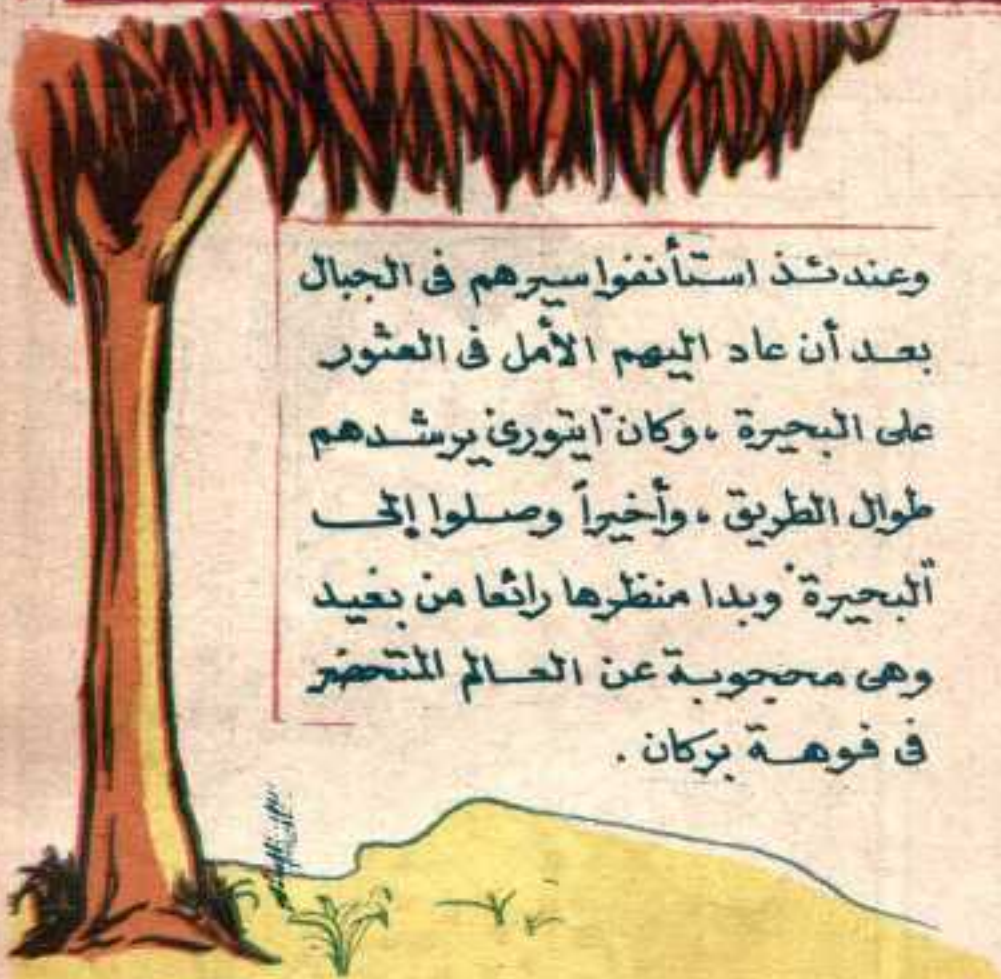 وعندئذ استأنفوا سيرهم فى الجبال
بعد أن عاد اليهم الأمل فى العثور
على البحيرة ، وكان "ايتورى" يرشدهم
طوال الطريق ، وأخيراً وصلوا إلى
"البحيرة" وبدا منظرها رائعا من بعيد
وهى محجوبة عن العالم المتحضر
فى فوهة بركان .